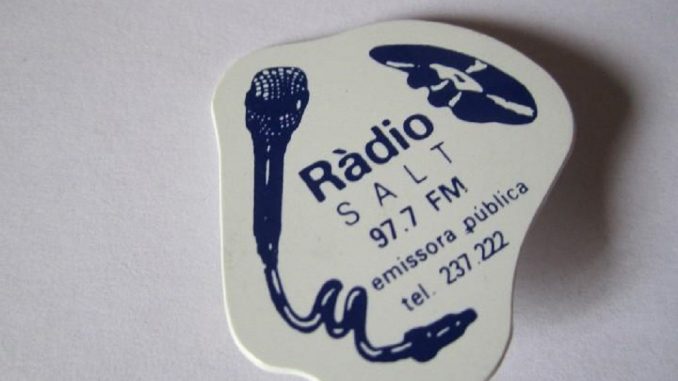 Ràdio
SALT
97.7 FM
emissora pública
tel. 237.222